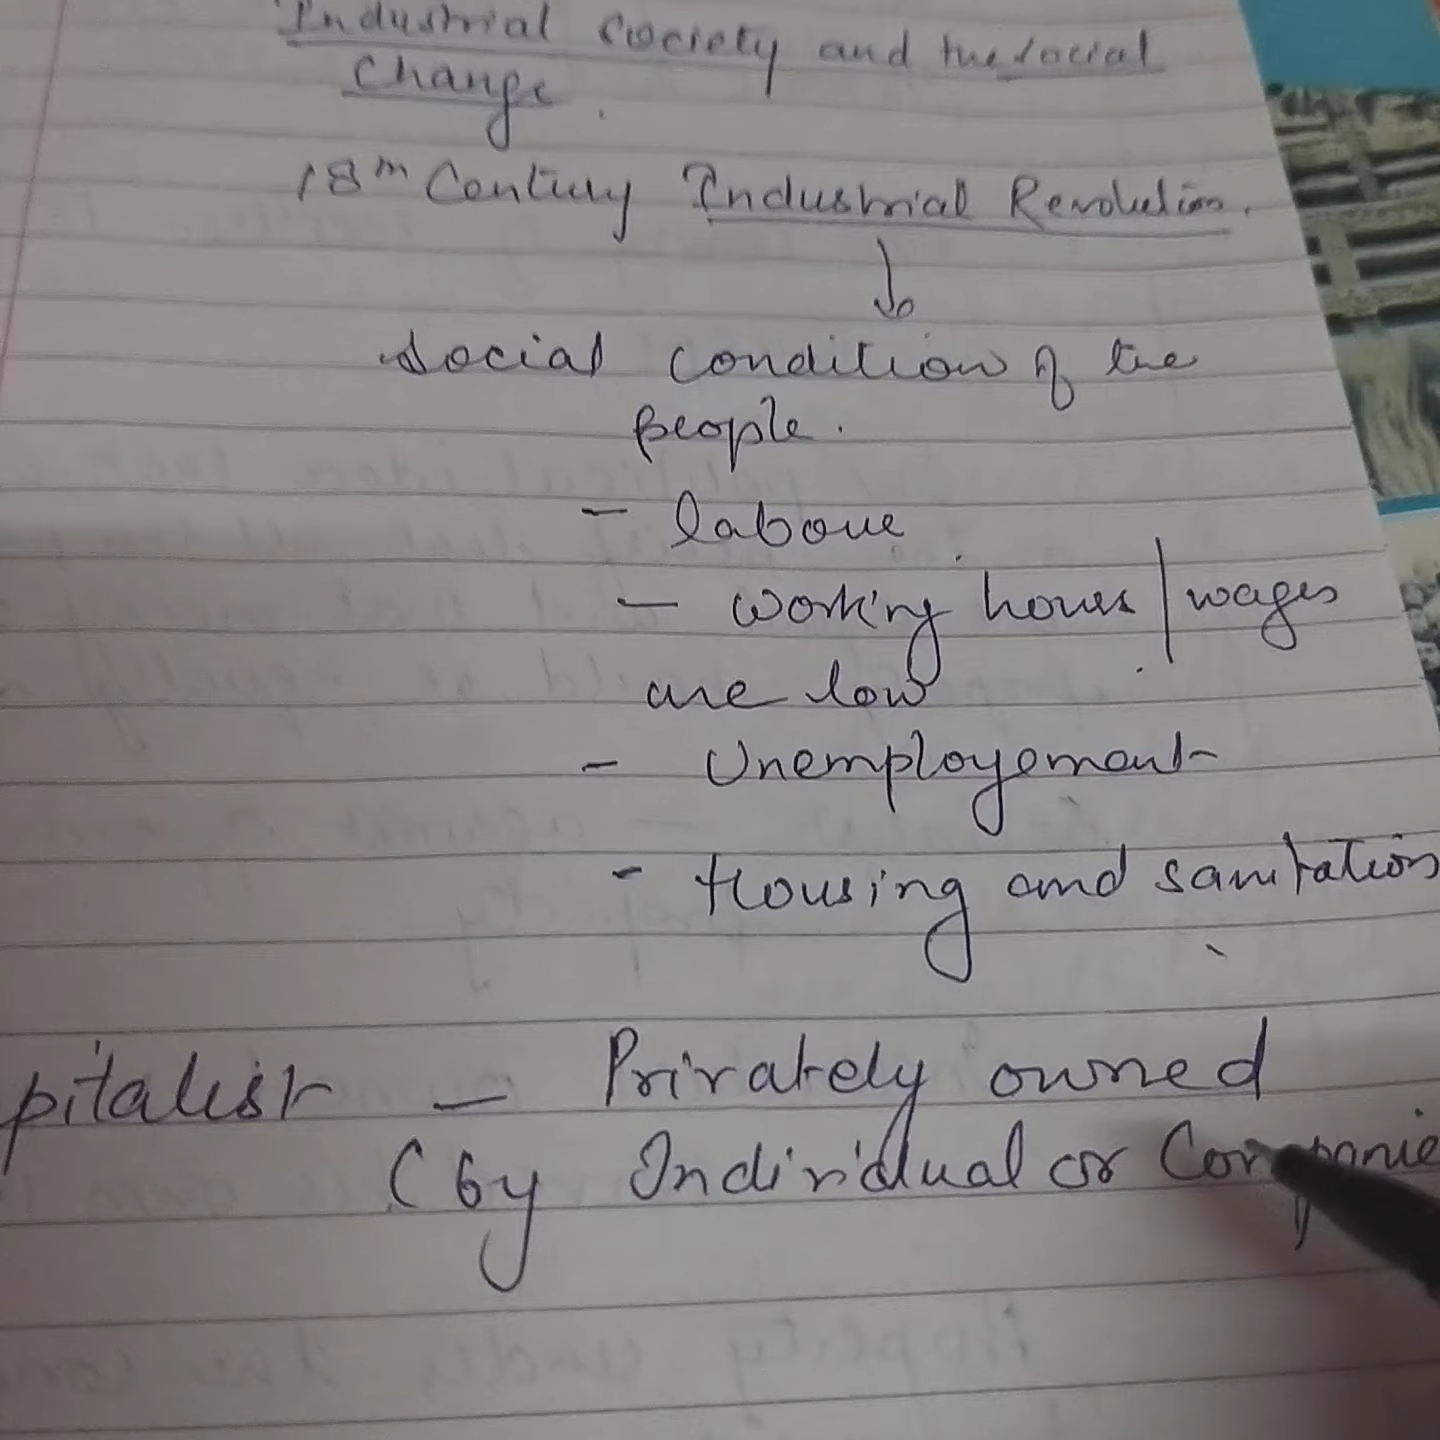 Industrial Society and the social
Change.
18th Century Industrial Revolution.
Social condition of the
people.
- labour
- working hours | wages
are low
- Unemployement
- Housing and sanitation
pitalist - Privately owned
(by Individual or Companie